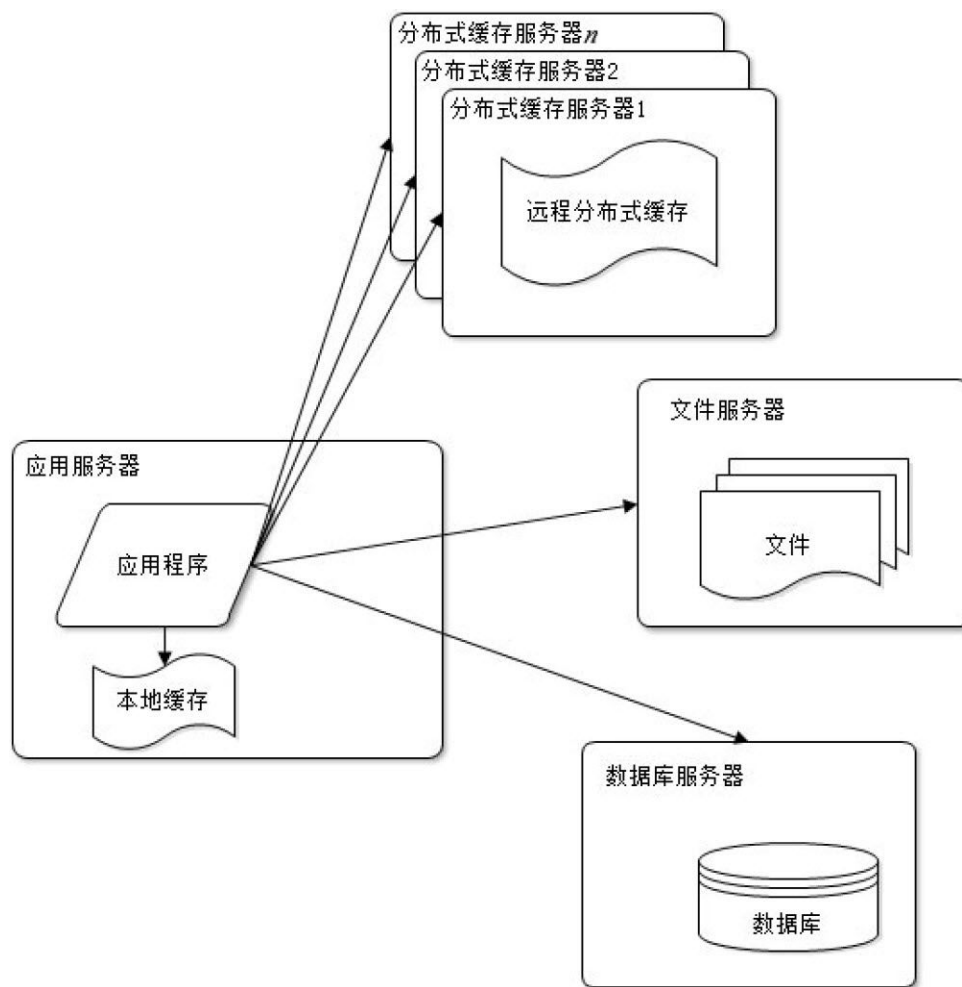 分布式缓存服务器n
分布式缓存服务器2
分布式缓存服务器1
远程分布式缓存
文件服务器
文件
应用服务器
应用程序
本地缓存
数据库服务器
数据库